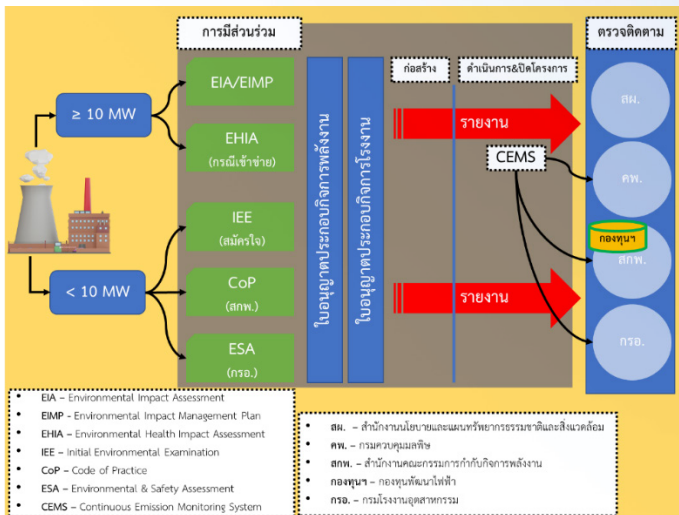 การมีส่วนร่วม
ตรวจติดตาม
≥ 10 MW
< 10 MW
EIA/EIMP
EHIA
(กรณีเข้าข่าย)
IEE
(สมัครใจ)
CoP
(สกพ.)
ESA
(กรอ.)
ใบอนุญาตประกอบกิจการพลังงาน
ใบอนุญาตประกอบกิจการโรงงาน
ก่อสร้าง
ดำเนินการ&ปิดโครงการ
รายงาน
CEMS
รายงาน
สผ.
คพ.
กองทุนฯ
สกพ.
กรอ.
• EIA – Environmental Impact Assessment
• EIMP – Environmental Impact Management Plan
• EHIA – Environmental Health Impact Assessment
• IEE – Initial Environmental Examination
• CoP – Code of Practice
• ESA – Environmental & Safety Assessment
• CEMS – Continuous Emission Monitoring System
• สผ. – สำนักงานนโยบายและแผนทรัพยากรธรรมชาติและสิ่งแวดล้อม
• คพ. – กรมควบคุมมลพิษ
• สกพ. – สำนักงานคณะกรรมการกำกับกิจการพลังงาน
• กองทุนฯ – กองทุนพัฒนาไฟฟ้า
• กรอ. – กรมโรงงานอุตสาหกรรม